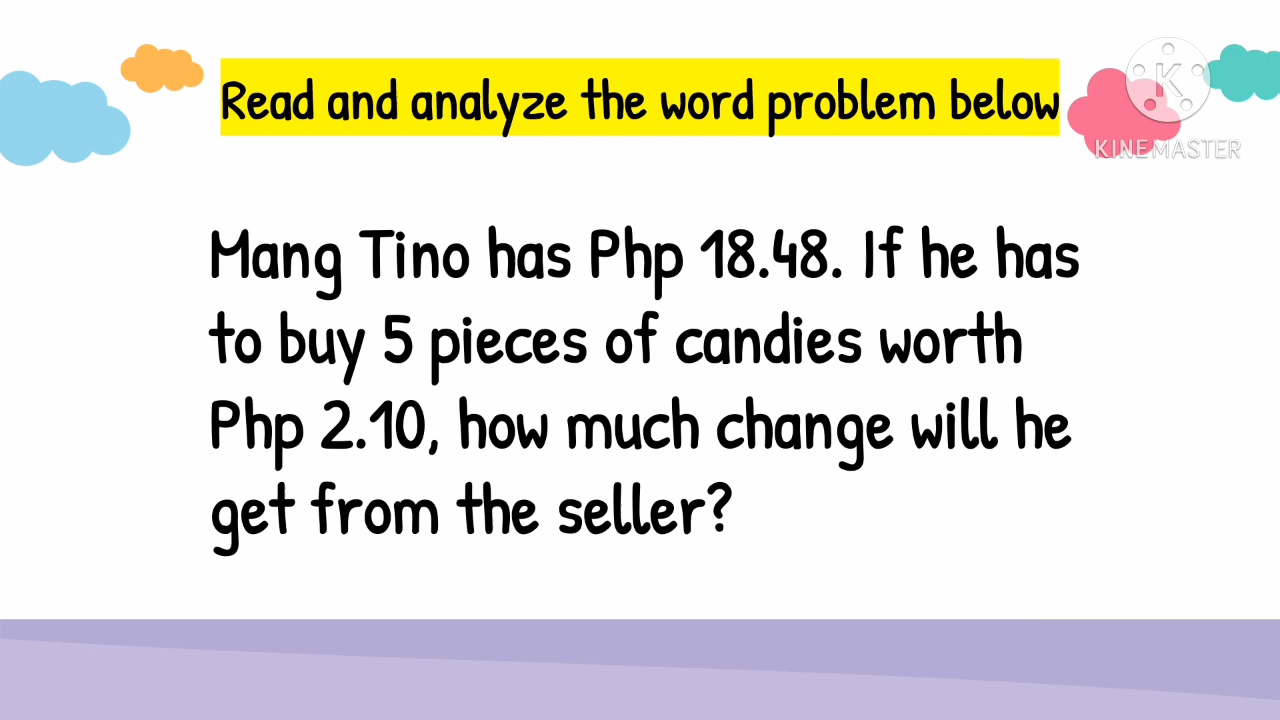 Read and analyze the word problem below
K
KINEMASTER
Mang Tino has Php 18.48. If he has
to buy 5 pieces of candies worth
Php 2.10, how much change will he
get from the seller?